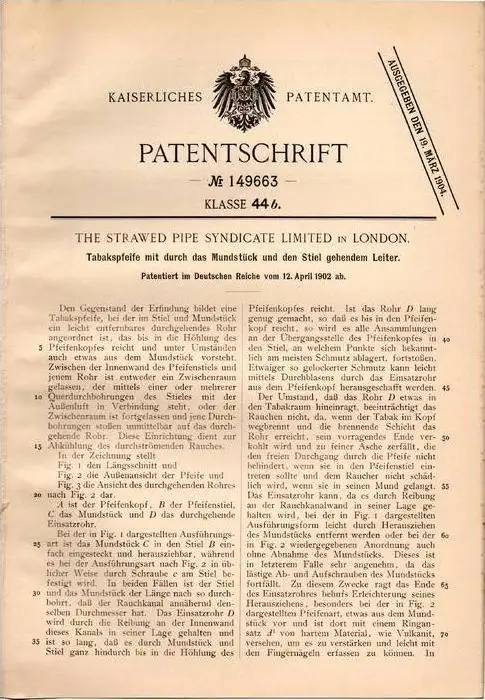 KAISERLICHES PATENTAMT.
AUSGEGEBEN DEN 19. MÄRZ 1904.
PATENTSCHRIFT
— № 149663 —
KLASSE 44b.
THE STRAWED PIPE SYNDICATE LIMITED IN LONDON.
Tabakspfeife mit durch das Mundstück und den Stiel gehendem Leiter.
Patentiert im Deutschen Reiche vom 12. April 1902 ab.
Den Gegenstand der Erfindung bildet eine
Tabakspfeife, bei der im Stiel und Mundstück
ein leicht entfernbares durchgehendes Rohr
angeordnet ist, das bis in die Höhlung des
5 Pfeifenkopfes reicht und unter Umständen
auch etwas aus dem Mundstück vorsteht.
Zwischen der Innenwand des Pfeifenstiels und
jenem Rohr ist entweder ein Zwischenraum
gelassen, der mittels einer oder mehrerer
10 Querdurchbohrungen des Stieles mit der
Außenluft in Verbindung steht, oder der
Zwischenraum ist fortgelassen und jene Durch-
bohrungen stoßen unmittelbar auf das durch-
gehende Rohr. Diese Einrichtung dient zur
15 Abkühlung des durchströmenden Rauches.
In der Zeichnung stellt
Fig. 1 den Längsschnitt und
Fig. 2 die Außenansicht der Pfeife und
Fig. 3 die Ansicht des durchgehenden Rohres
20 nach Fig. 2 dar.
A ist der Pfeifenkopf, B der Pfeifenstiel,
C das Mundstück und D das durchgehende
Einsatzrohr.
Bei der in Fig. 1 dargestellten Ausführungs-
25 art ist das Mundstück C in den Stiel B ein-
fach eingesteckt und herausziehbar, während
es bei der Ausführungsart nach Fig. 2 in üb-
licher Weise durch Schraube am Stiel be-
festigt ist. In beiden Fällen ist der Stiel
30 und das Mundstück der Länge nach so durch-
bohrt, daß der Rauchkanal annähernd den-
selben Durchmesser hat. Das Einsatzrohr D
wird durch die Reibung an der Innenwand
dieses Kanals in seiner Lage gehalten und
35 ist so lang, daß es durch Mundstück und
Stiel ganz hindurch bis in die Höhlung des
Pfeifenkopfes reicht. Ist das Rohr D lang
genug gemacht, so daß es bis in den Pfeifen-
kopf reicht, so wird es alle Ansammlungen
an der Übergangsstelle des Pfeifenkopfes in 40
den Stiel, an welchem Punkte sich bekannt-
lich am meisten Schmutz ablagert, fortstoßen.
Etwaiger so gelockerter Schmutz kann leicht
mittels Durchblasens durch das Einsatzrohr
aus dem Pfeifenkopf herausgeschafft werden. 45
Der Umstand, daß das Rohr D etwas in
den Tabakraum hineinragt, beeinträchtigt das
Rauchen nicht, da, wenn der Tabak im Kopf
wegbrennt und die brennende Schicht das
Rohr erreicht, sein vorragendes Ende ver- 50
kohlt wird und zu feiner Asche zerfällt, die
den freien Durchgang durch die Pfeife nicht
behindert, wenn sie in den Pfeifenstiel ein-
treten sollte und dem Raucher nicht schäd-
lich wird, wenn sie in seinen Mund gelangt. 55
Das Einsatzrohr kann, da es durch Reibung
an der Rauchkanalwand in seiner Lage ge-
halten wird, bei der in Fig. 1 dargestellten
Ausführungsform leicht durch Herausziehen
des Mundstücks entfernt werden oder bei der 60
in Fig. 2 wiedergegebenen Anordnung auch
ohne Abnahme des Mundstücks. Dieses ist
in letzterem Falle sehr angenehm, da das
lästige Ab- und Aufschrauben des Mundstücks
fortfällt. Zu diesem Zwecke ragt das Ende 65
des Einsatzrohres behufs Erleichterung seines
Herausziehens, besonders bei der in Fig. 2
dargestellten Pfeifenart, etwas aus dem Mund-
stück vor und ist dort mit einem Ringan-
satz d¹ von hartem Material, wie Vulkanit, 70
versehen, um es zu verstärken und leicht mit
den Fingernägeln erfassen zu können. In